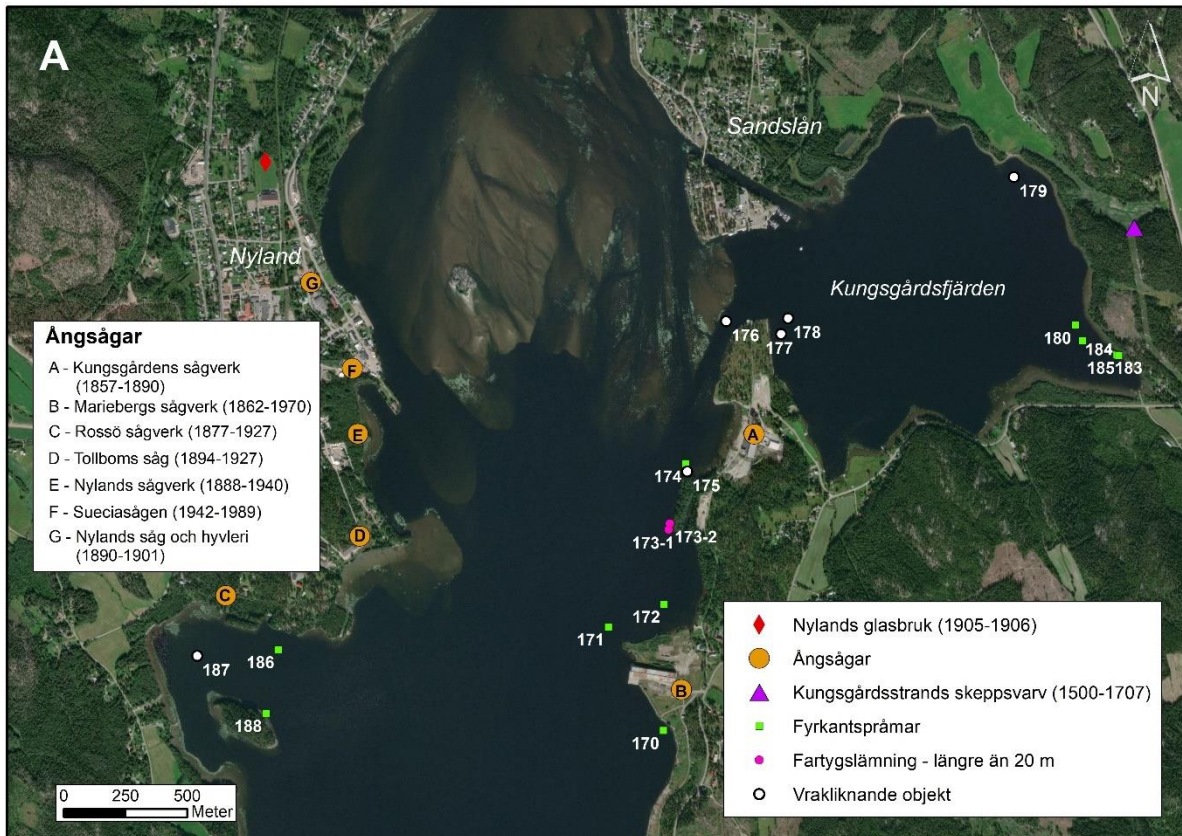 A
N
Sandslån
179
Nyland
G
Kungsgårdsfjärden
176
178
177
180
184
185
183
Ångsågar
A - Kungsgårdens sågverk
(1857-1890)
B - Mariebergs sågverk (1862-1970)
C - Rossö sågverk (1877-1927)
D - Tollboms såg (1894-1927)
E - Nylands sågverk (1888-1940)
F - Sueciasågen (1942-1989)
G - Nylands såg och hyvleri
(1890-1901)
F
E
A
174
175
173-1
173-2
D
C
172
171
186
187
188
B
170
Nylands glasbruk (1905-1906)
Ångsågar
Kungsgårdsstrands skeppsvarv (1500-1707)
Fyrkantspråmar
Fartygslämning - längre än 20 m
Vrakliknande objekt
0 250 500
Meter